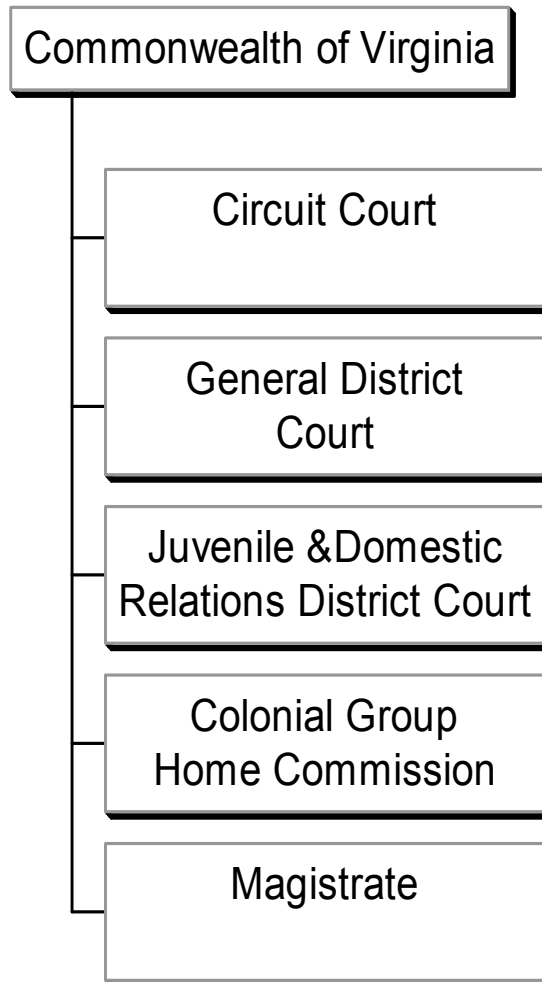 Commonwealth of Virginia
Circuit Court
General District
Court
Juvenile &Domestic
Relations District Court
Colonial Group
Home Commission
Magistrate